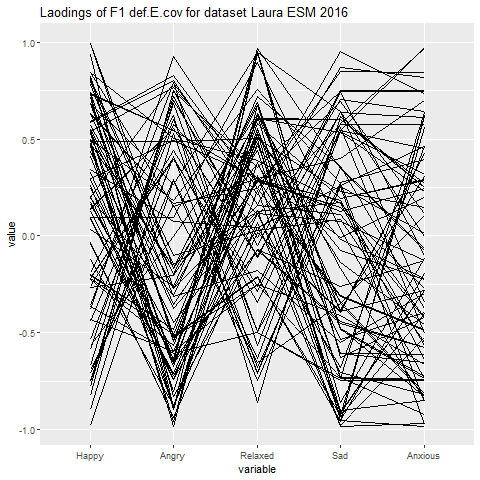 Laodings of F1 def.E.cov for dataset Laura ESM 2016
1.0
0.5
0.0
-0.5
-1.0
value
Happy
Angry
Relaxed
Sad
Anxious
variable